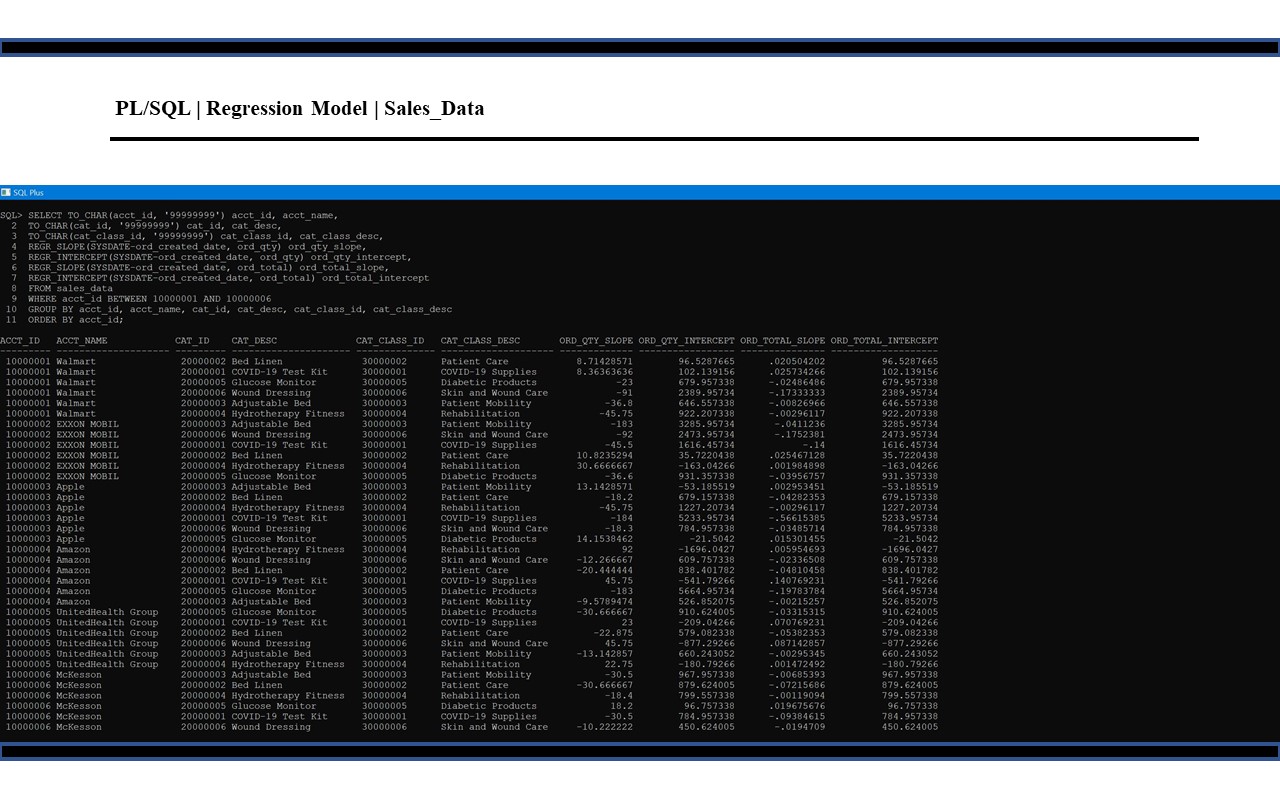 PL/SQL | Regression Model | Sales_Data
SQL Plus
SQL> SELECT TO_CHAR(acct_id, '99999999') acct_id, acct_name,
2 TO_CHAR(cat_id, '99999999') cat_id, cat_desc,
3 TO_CHAR(cat_class_id, '99999999') cat_class_id, cat_class_desc,
4 REGR_SLOPE(SYSDATE-ord_created_date, ord_qty) ord_qty_slope,
5 REGR_INTERCEPT(SYSDATE-ord_created_date, ord_qty) ord_qty_intercept,
6 REGR_SLOPE(SYSDATE-ord_created_date, ord_total) ord_total_slope,
7 REGR_INTERCEPT(SYSDATE-ord_created_date, ord_total) ord_total_intercept
8 FROM sales_data
9 WHERE acct_id BETWEEN 10000001 AND 10000006
10 GROUP BY acct_id, acct_name, cat_id, cat_desc, cat_class_id, cat_class_desc
11 ORDER BY acct_id;
ACCT_ID ACCT_NAME CAT_ID CAT_DESC CAT_CLASS_ID CAT_CLASS_DESC ORD_QTY_SLOPE ORD_QTY_INTERCEPT ORD_TOTAL_SLOPE ORD_TOTAL_INTERCEPT
10000001 Walmart 20000002 Bed Linen 30000002 Patient Care 8.71428571 96.5287665 .020504202 96.5287665
10000001 Walmart 20000001 COVID-19 Test Kit 30000001 COVID-19 Supplies 8.36363636 102.139156 .025734266 102.139156
10000001 Walmart 20000005 Glucose Monitor 30000005 Diabetic Products -23 679.957338 -.02486486 679.957338
10000001 Walmart 20000006 Wound Dressing 30000006 Skin and Wound Care -91 2389.95734 -.17333333 2389.95734
10000001 Walmart 20000003 Adjustable Bed 30000003 Patient Mobility -36.8 646.557338 -.00826966 646.557338
10000001 Walmart 20000004 Hydrotherapy Fitness 30000004 Rehabilitation -45.75 922.207338 -.00296117 922.207338
10000002 EXXON MOBIL 20000003 Adjustable Bed 30000003 Patient Mobility -183 3285.95734 -.0411236 3285.95734
10000002 EXXON MOBIL 20000006 Wound Dressing 30000006 Skin and Wound Care -92 2473.95734 -.1752381 2473.95734
10000002 EXXON MOBIL 20000001 COVID-19 Test Kit 30000001 COVID-19 Supplies -45.5 1616.45734 -.14 1616.45734
10000002 EXXON MOBIL 20000002 Bed Linen 30000002 Patient Care 10.8235294 35.7220438 .025467128 35.7220438
10000002 EXXON MOBIL 20000004 Hydrotherapy Fitness 30000004 Rehabilitation 30.6666667 -163.04266 .001984898 -163.04266
10000002 EXXON MOBIL 20000005 Glucose Monitor 30000005 Diabetic Products -36.6 931.357338 -.03956757 931.357338
10000003 Apple 20000003 Adjustable Bed 30000003 Patient Mobility 13.1428571 -53.185519 .002953451 -53.185519
10000003 Apple 20000002 Bed Linen 30000002 Patient Care -18.2 679.157338 -.04282353 679.157338
10000003 Apple 20000004 Hydrotherapy Fitness 30000004 Rehabilitation -45.75 1227.20734 -.00296117 1227.20734
10000003 Apple 20000001 COVID-19 Test Kit 30000001 COVID-19 Supplies -184 5233.95734 -.56615385 5233.95734
10000003 Apple 20000006 Wound Dressing 30000006 Skin and Wound Care -18.3 784.957338 -.03485714 784.957338
10000003 Apple 20000005 Glucose Monitor 30000005 Diabetic Products 14.1538462 -21.5042 .015301455 -21.5042
10000004 Amazon 20000004 Hydrotherapy Fitness 30000004 Rehabilitation 92 -1696.0427 .005954693 -1696.0427
10000004 Amazon 20000006 Wound Dressing 30000006 Skin and Wound Care -12.266667 609.757338 -.02336508 609.757338
10000004 Amazon 20000002 Bed Linen 30000002 Patient Care -20.444444 838.401782 -.04810458 838.401782
10000004 Amazon 20000001 COVID-19 Test Kit 30000001 COVID-19 Supplies 45.75 -541.79266 .140769231 -541.79266
10000004 Amazon 20000005 Glucose Monitor 30000005 Diabetic Products -183 5664.95734 -.19783784 5664.95734
10000004 Amazon 20000003 Adjustable Bed 30000003 Patient Mobility -9.5789474 526.852075 -.00215257 526.852075
10000005 UnitedHealth Group 20000005 Glucose Monitor 30000005 Diabetic Products -30.666667 910.624005 -.03315315 910.624005
10000005 UnitedHealth Group 20000001 COVID-19 Test Kit 30000001 COVID-19 Supplies 23 -209.04266 .070769231 -209.04266
10000005 UnitedHealth Group 20000002 Bed Linen 30000002 Patient Care -22.875 579.082338 -.05382353 579.082338
10000005 UnitedHealth Group 20000006 Wound Dressing 30000006 Skin and Wound Care 45.75 -877.29266 .087142857 -877.29266
10000005 UnitedHealth Group 20000003 Adjustable Bed 30000003 Patient Mobility -13.142857 660.243052 -.00295345 660.243052
10000005 UnitedHealth Group 20000004 Hydrotherapy Fitness 30000004 Rehabilitation 22.75 -180.79266 .001472492 -180.79266
10000006 McKesson 20000003 Adjustable Bed 30000003 Patient Mobility -30.5 967.957338 -.00685393 967.957338
10000006 McKesson 20000002 Bed Linen 30000002 Patient Care -30.666667 879.624005 -.07215686 879.624005
10000006 McKesson 20000004 Hydrotherapy Fitness 30000004 Rehabilitation -18.4 799.557338 -.00119094 799.557338
10000006 McKesson 20000005 Glucose Monitor 30000005 Diabetic Products 18.2 96.757338 .019675676 96.757338
10000006 McKesson 20000001 COVID-19 Test Kit 30000001 COVID-19 Supplies -30.5 784.957338 -.09384615 784.957338
10000006 McKesson 20000006 Wound Dressing 30000006 Skin and Wound Care -10.222222 450.624005 -.0194709 450.624005